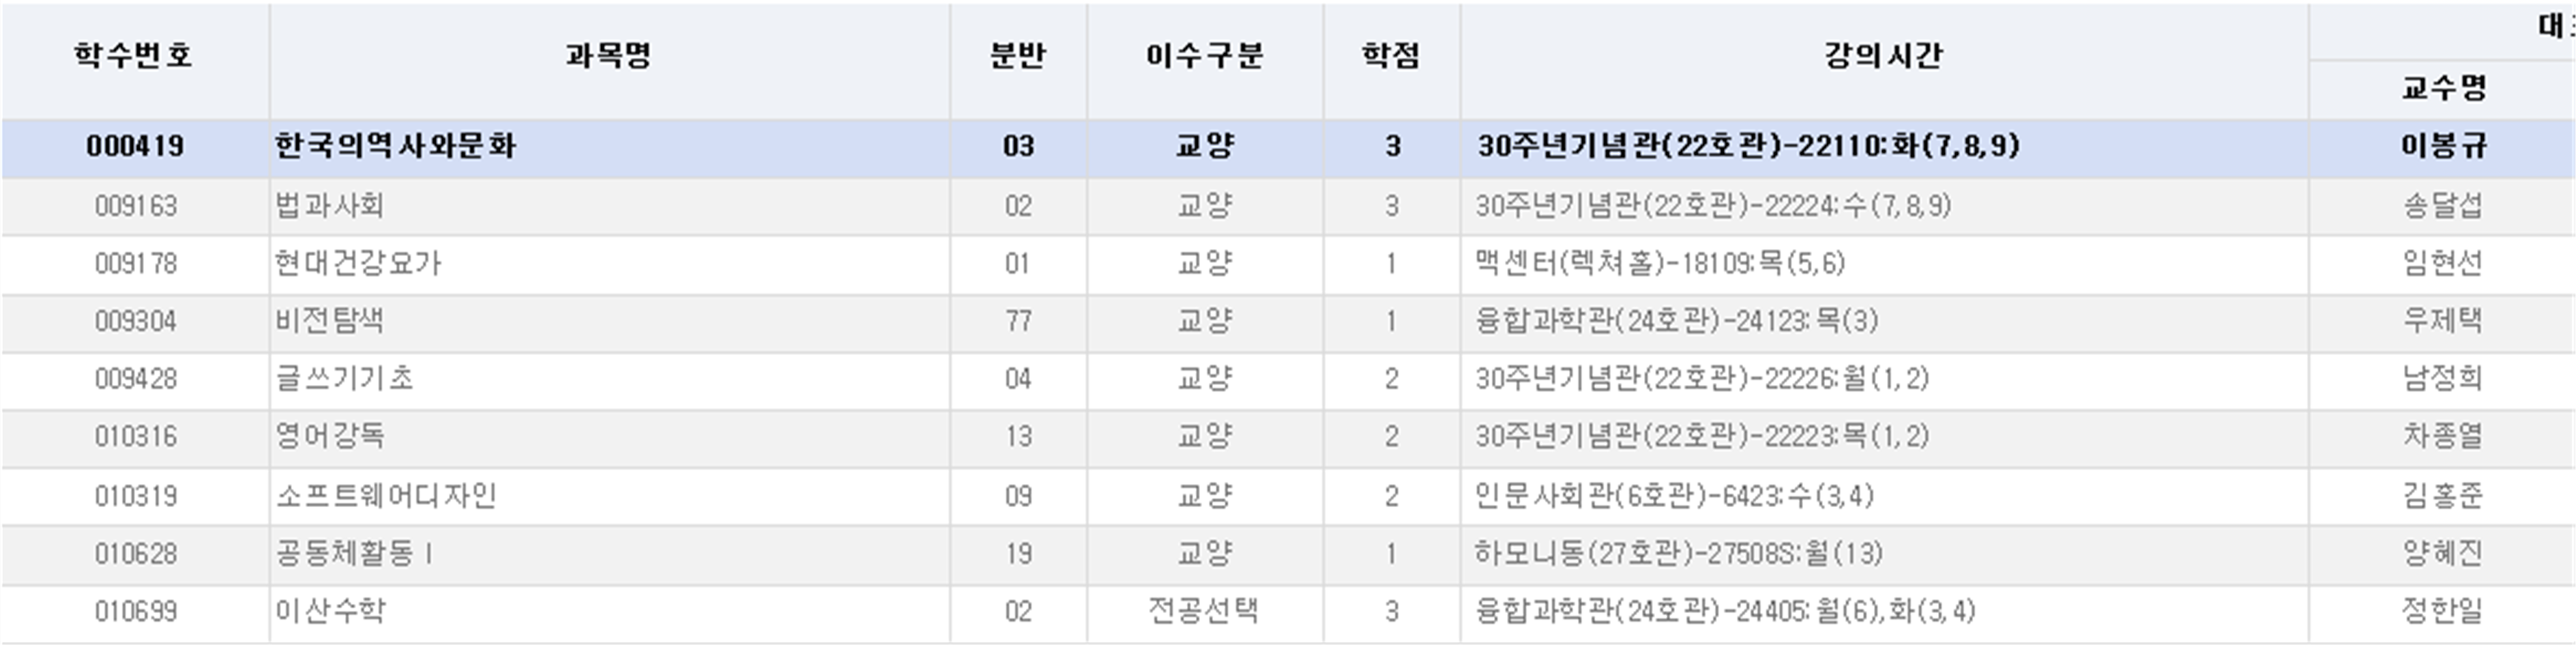 학수번호 과목명 분반 이수구분 학점 강의시간 대
교수명
000419 한국의역사와문화 03 교양 3 30주년기념관(22호관)-22110:화(7,8,9) 이봉규
009163 법과사회 02 교양 3 30주년기념관(22호관)-22224:수(7,8,9) 송달섭
009178 현대건강요가 01 교양 1 맥센터(렉쳐홀)-18109:목(5,6) 임현선
009304 비전탐색 77 교양 1 융합과학관(24호관)-24123:목(3) 우제택
009428 글쓰기기초 04 교양 2 30주년기념관(22호관)-22226:월(1,2) 남정희
010316 영어강독 13 교양 2 30주년기념관(22호관)-22223:목(1,2) 차종열
010319 소프트웨어디자인 09 교양 2 인문사회관(6호관)-6423:수(3,4) 김홍준
010628 공동체활동Ⅰ 19 교양 1 하모니동(27호관)-27508S:월(13) 양혜진
010699 이산수학 02 전공선택 3 융합과학관(24호관)-24405:월(6),화(3,4) 정한일